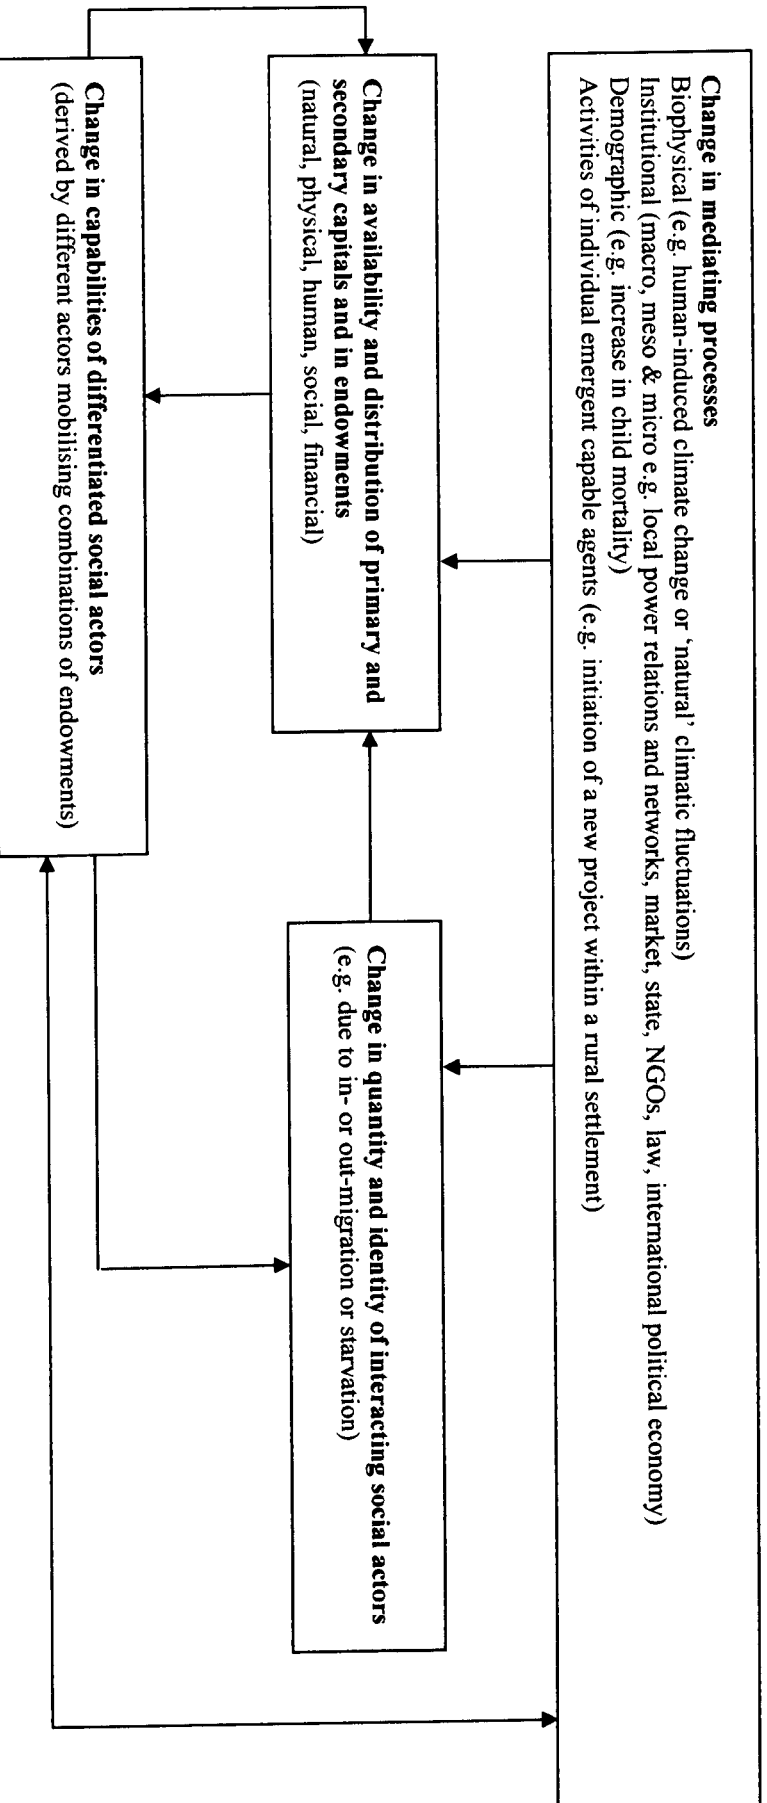 Change in mediating processes
Biophysical (e.g. human-induced climate change or ‘natural’ climatic fluctuations)
Institutional (macro, meso & micro e.g. local power relations and networks, market, state, NGOs, law, international political economy)
Demographic (e.g. increase in child mortality)
Activities of individual emergent capable agents (e.g. initiation of a new project within a rural settlement)
Change in availability and distribution of primary and
secondary capitals and in endowments
(natural, physical, human, social, financial)
Change in quantity and identity of interacting social actors
(e.g. due to in- or out-migration or starvation)
Change in capabilities of differentiated social actors
(derived by different actors mobilising combinations of endowments)